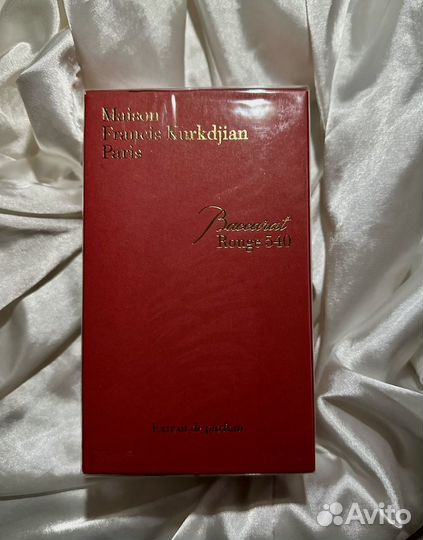 Maison
Francis Kurkdjian
Paris
Baccarat
Rouge 540
Extrait de parfum
Avito